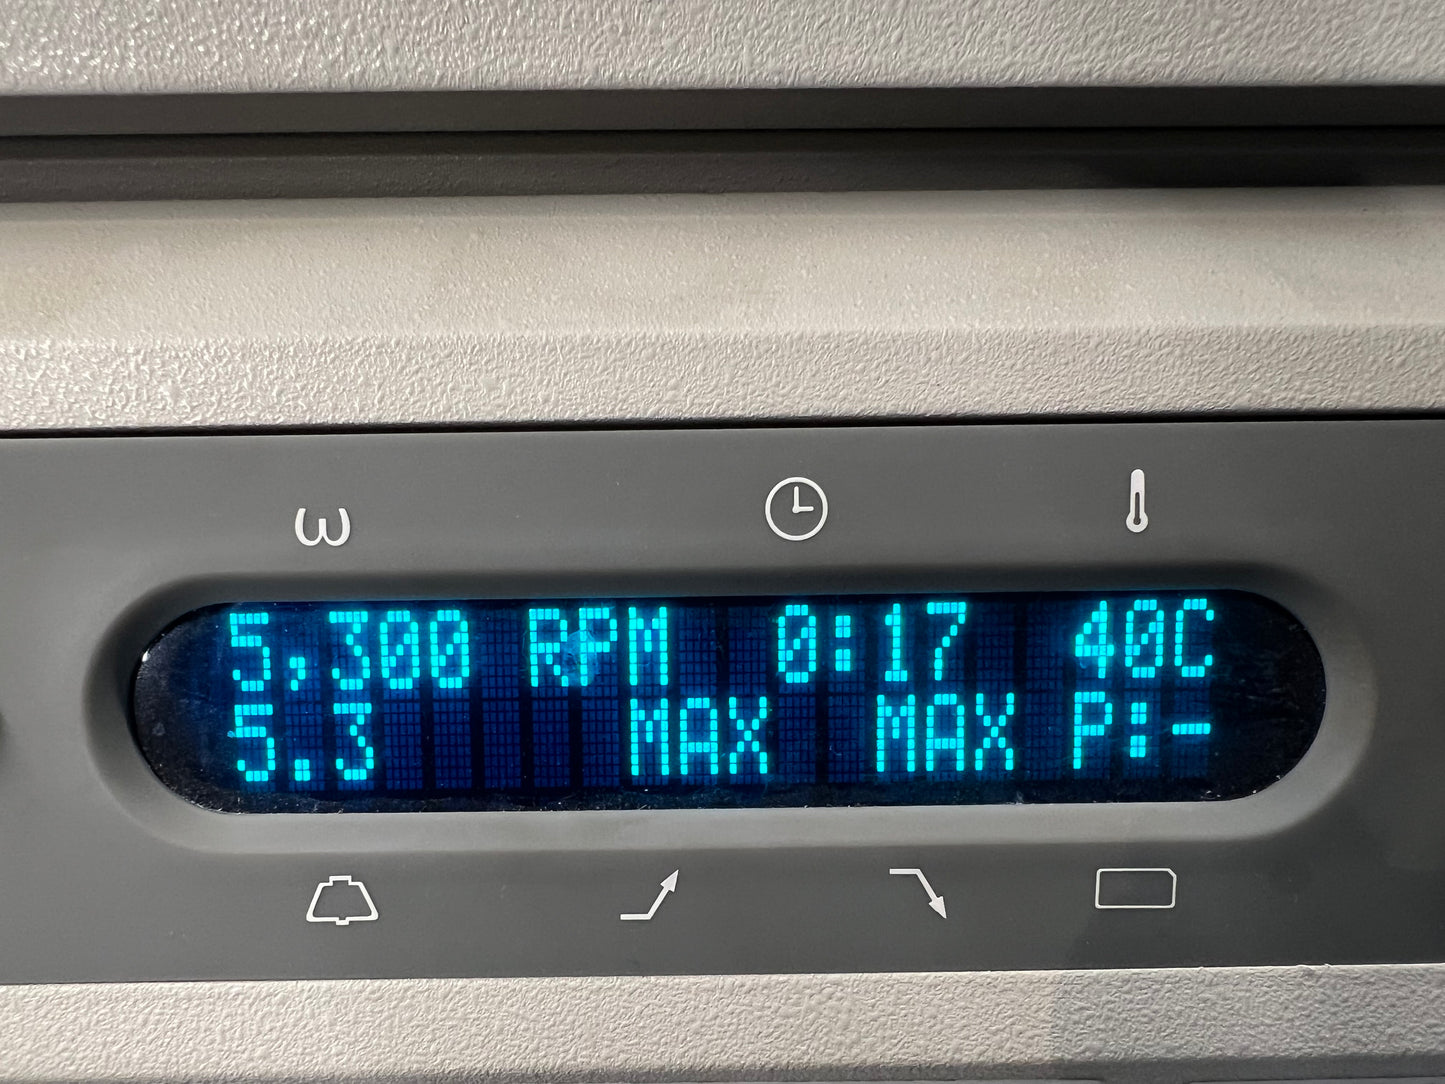 ω
5,300 RPM 0:17 40C
5.3 MAX MAX P:-